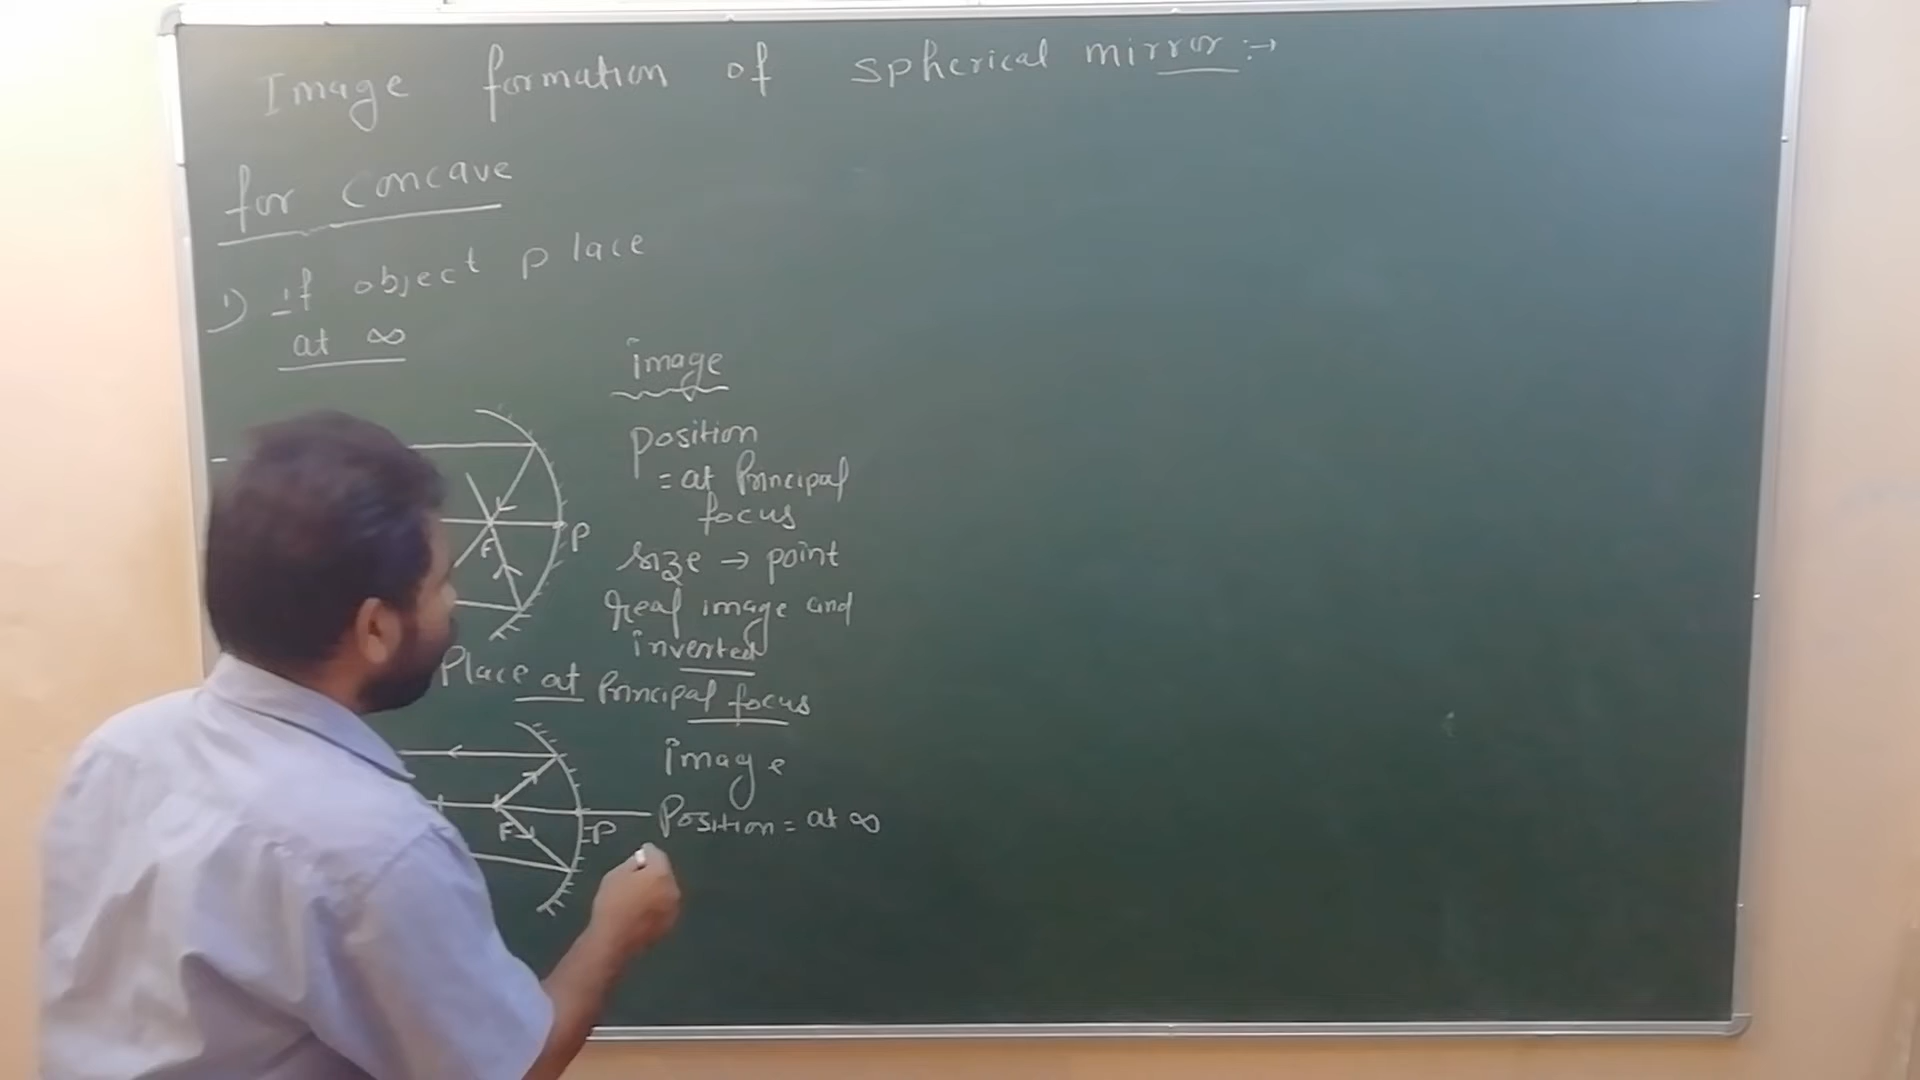 Image formation of spherical mirror :→
for concave
1) if object place
at ∞
image
position
= at Principal
focus
F
P
size → point
real image and
inverted
Place at Principal focus
image
Position = at ∞
F
P